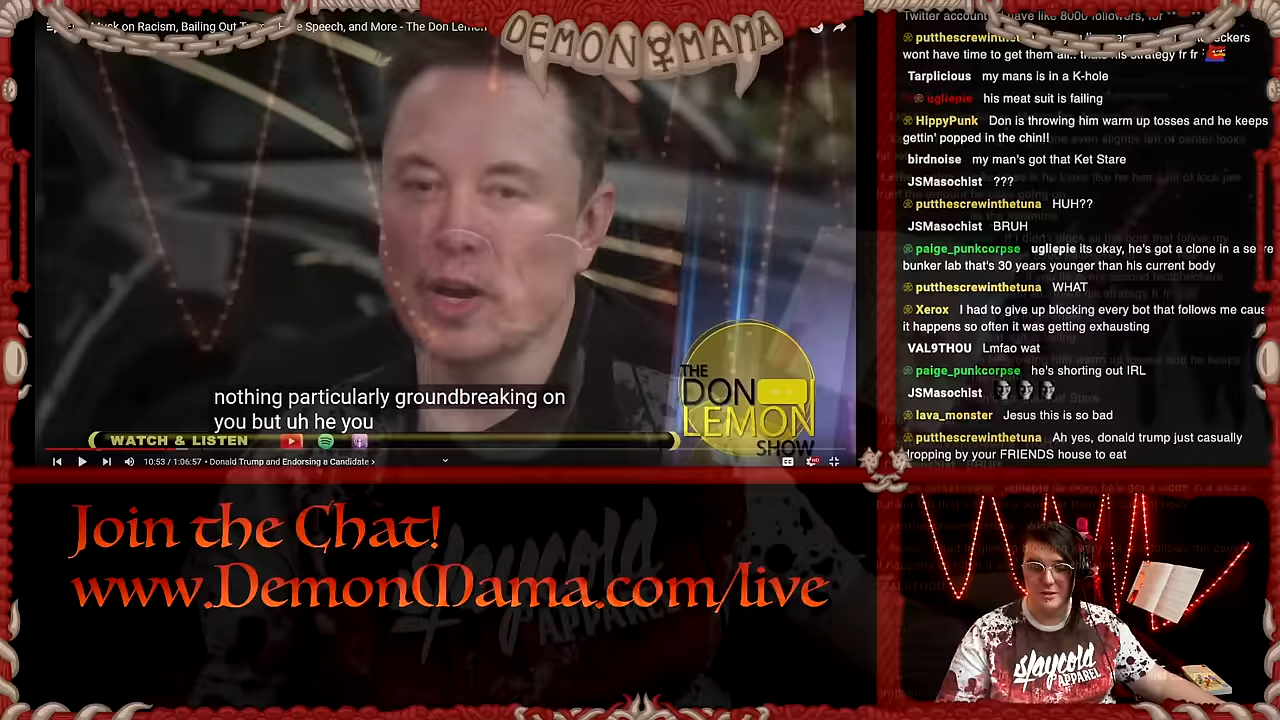 Musk on Racism, Bailing Out
Speech, and More - The Don Lemon
DEMON MAMA
nothing particularly groundbreaking on
you but uh he you
WATCH & LISTEN
THE
DON
LEMON
SHOW
10:53 / 1:06:57 • Donald Trump and Endorsing a Candidate ›
Join the Chat!
www.DemonMama.com/live
Twitter account I have like 8000 followers, for
wont have time to get them all.. thats his strategy fr fr
Tarplicious my mans is in a K-hole
ugliepie his meat suit is failing
HippyPunk Don is throwing him warm up tosses and he keeps
gettin' popped in the chin!!
birdnoise my man's got that Ket Stare
JSMasochist ???
putthescrewinthetuna HUH??
JSMasochist BRUH
paige_punkcorpse ugliepie its okay, he's got a clone in a
bunker lab that's 30 years younger than his current body
putthescrewinthetuna WHAT
Xerox I had to give up blocking every bot that follows me
it happens so often it was getting exhausting
VAL9THOU Lmfao wat
paige_punkcorpse he's shorting out IRL
JSMasochist
lava_monster Jesus this is so bad
putthescrewinthetuna Ah yes, donald trump just casually
dropping by your FRIENDS house to eat
staycold
APPAREL